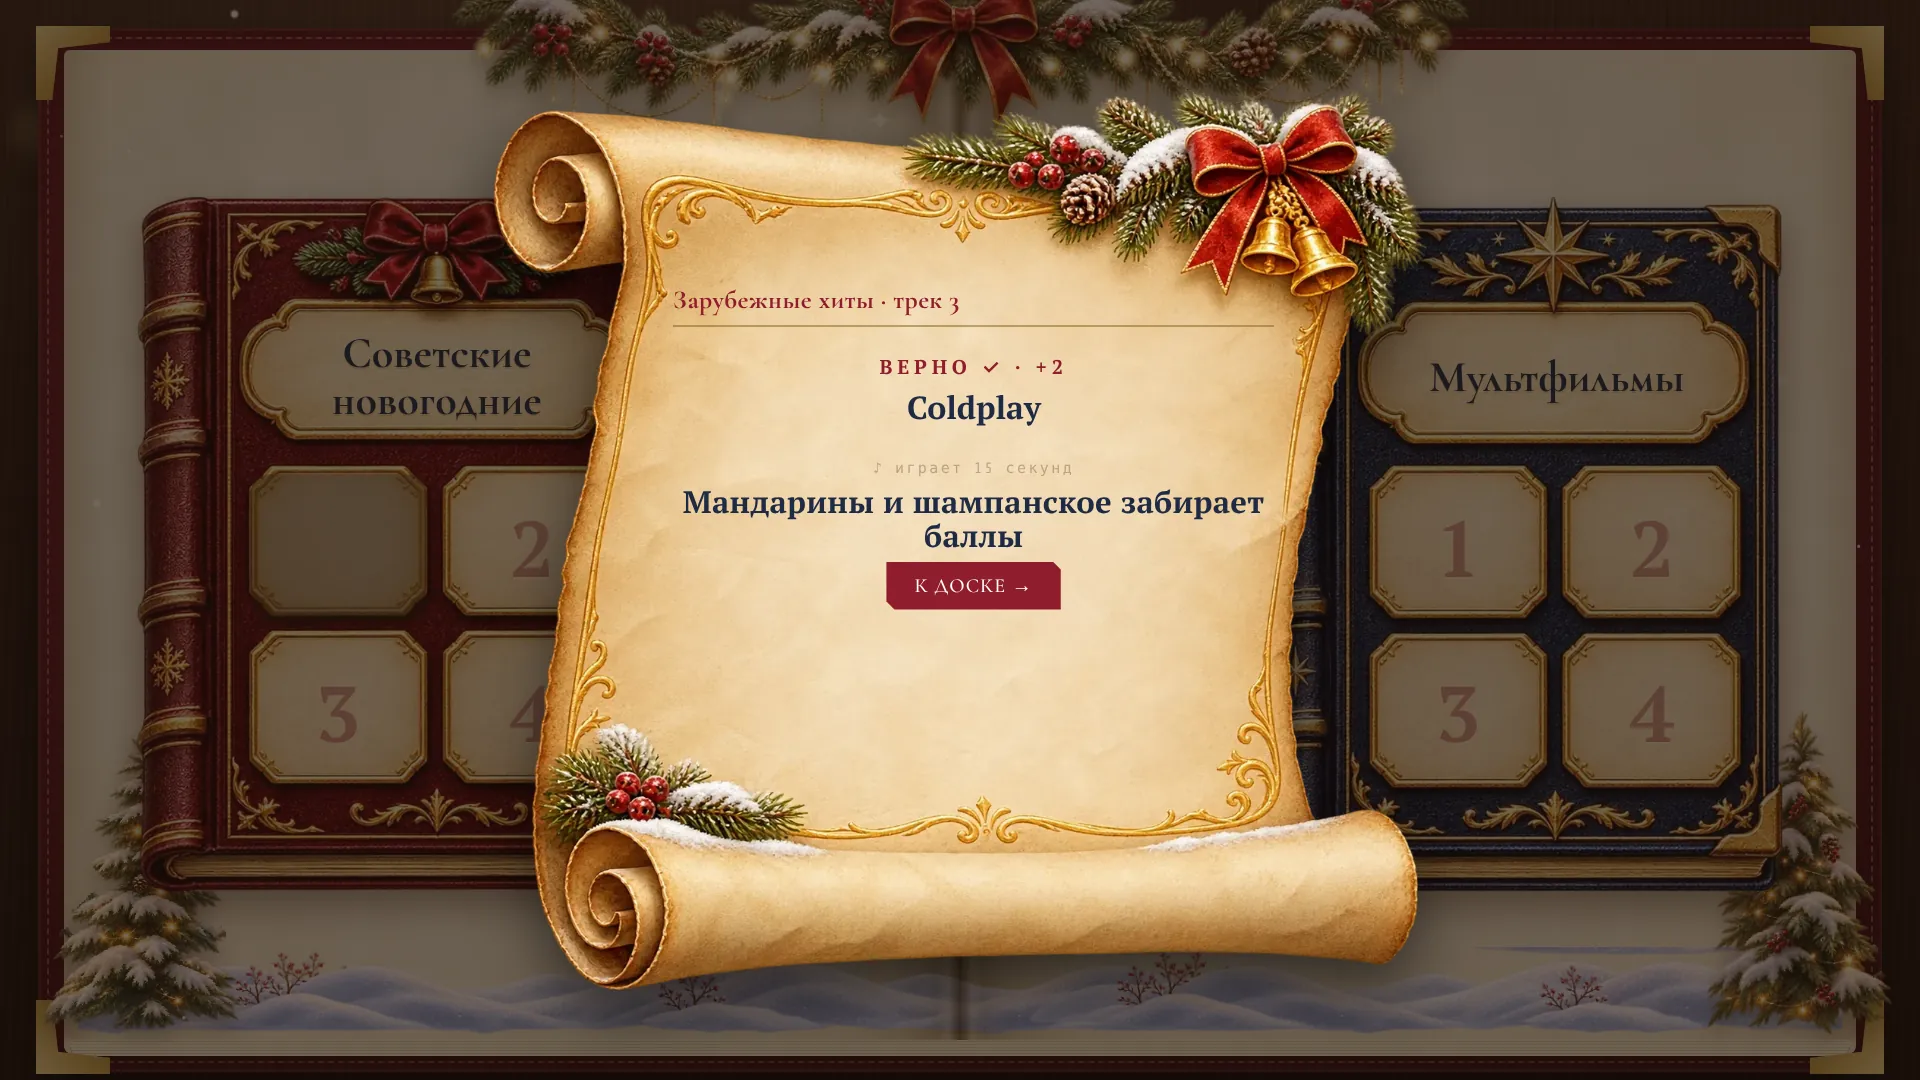 Зарубежные хиты · трек 3
ВЕРНО ✓ · +2
Coldplay
♪ играет 15 секунд
Мандарины и шампанское забирает
баллы
К ДОСКЕ →
Советские
новогодние
2
3
4
Мультфильмы
1
2
3
4